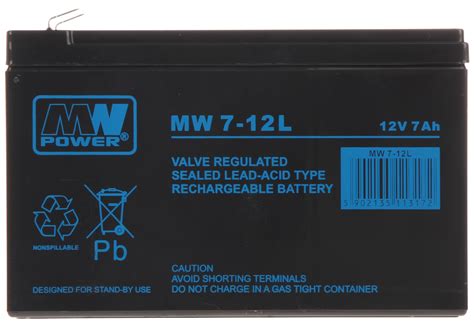 MW
POWER
MW 7-12L
12V 7Ah
VALVE REGULATED
SEALED LEAD-ACID TYPE
RECHARGEABLE BATTERY
MW 7-12L
5902135113172
NONSPILLABLE
Pb
DESIGNED FOR STAND-BY USE
CAUTION
AVOID SHORTING TERMINALS
DO NOT CHARGE IN A GAS TIGHT CONTAINER